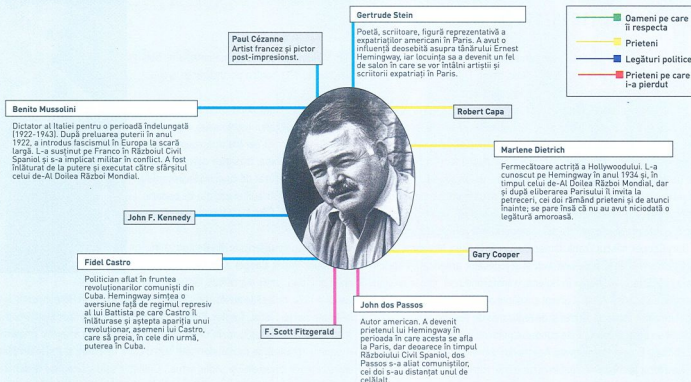 Gertrude Stein
Poetă, scriitoare, figură reprezentativă a
expatriaților americani în Paris. A avut o
influență deosebită asupra tânărului Ernest
Hemingway, iar locuința sa a devenit un fel
de salon în care se vor întâlni artiștii și
scriitorii expatriați în Paris.
Paul Cézanne
Artist francez și pictor
post-impresionst.
Oameni pe care
îi respecta
Prieteni
Legături politice
Prieteni pe care
i-a pierdut
Benito Mussolini
Dictator al Italiei pentru o perioadă îndelungată
(1922-1943). După preluarea puterii în anul
1922, a introdus fascismul în Europa la scară
largă. L-a susținut pe Franco în Războiul Civil
Spaniol și s-a implicat militar în conflict. A fost
înlăturat de la putere și executat către sfârșitul
celui de-Al Doilea Război Mondial.
Robert Capa
Marlene Dietrich
Fermecătoare actriță a Hollywoodului. L-a
cunoscut pe Hemingway în anul 1934 și, în
timpul celui de-Al Doilea Război Mondial, dar
și după eliberarea Parisului îl invita la
petreceri, cei doi rămând prieteni și de atunci
înainte; se pare însă că nu au avut niciodată o
legătură amoroasă.
John F. Kennedy
Gary Cooper
Fidel Castro
Politician aflat în fruntea
revoluționarilor comuniști din
Cuba. Hemingway simțea o
aversiune față de regimul represiv
al lui Battista pe care Castro îl
înlăturase și aștepta apariția unui
revoluționar, asemeni lui Castro,
care să preia, în cele din urmă,
puterea în Cuba.
F. Scott Fitzgerald
John dos Passos
Autor american. A devenit
prietenul lui Hemingway în
perioada în care acesta se afla
la Paris, dar deoarece în timpul
Războiului Civil Spaniol, dos
Passos s-a aliat comuniștilor,
cei doi s-au distanțat unul de
celălalt.